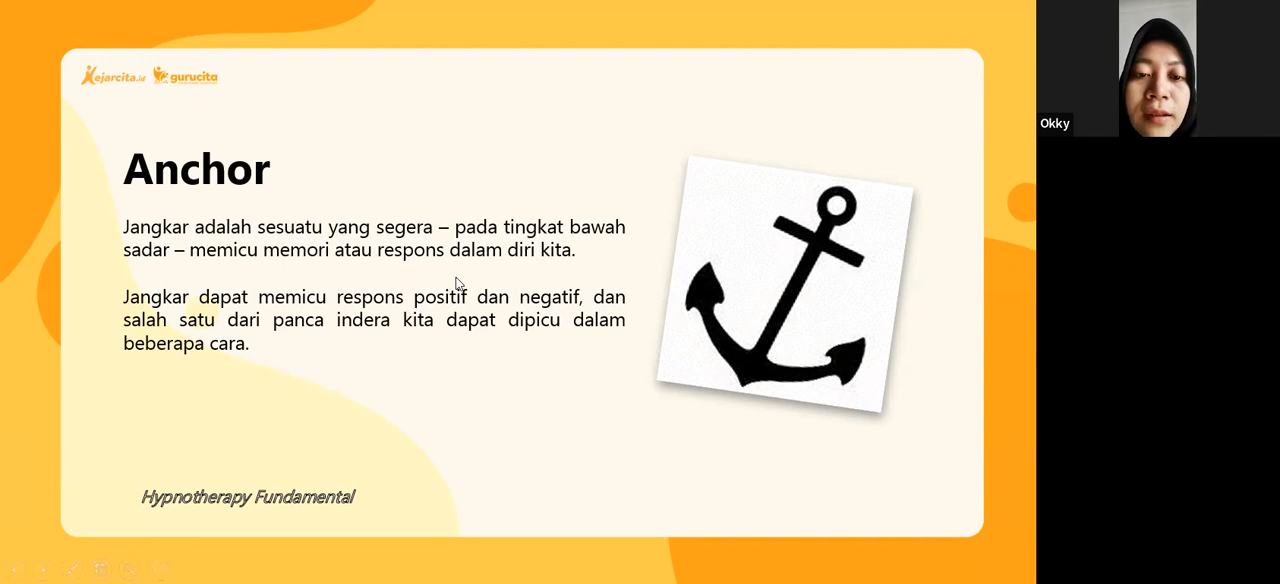 ejarcita.id gurucita
Anchor
Jangkar adalah sesuatu yang segera – pada tingkat bawah
sadar – memicu memori atau respons dalam diri kita.
Jangkar dapat memicu respons positif dan negatif, dan
salah satu dari panca indera kita dapat dipicu dalam
beberapa cara.
Hypnotherapy Fundamental
Okky